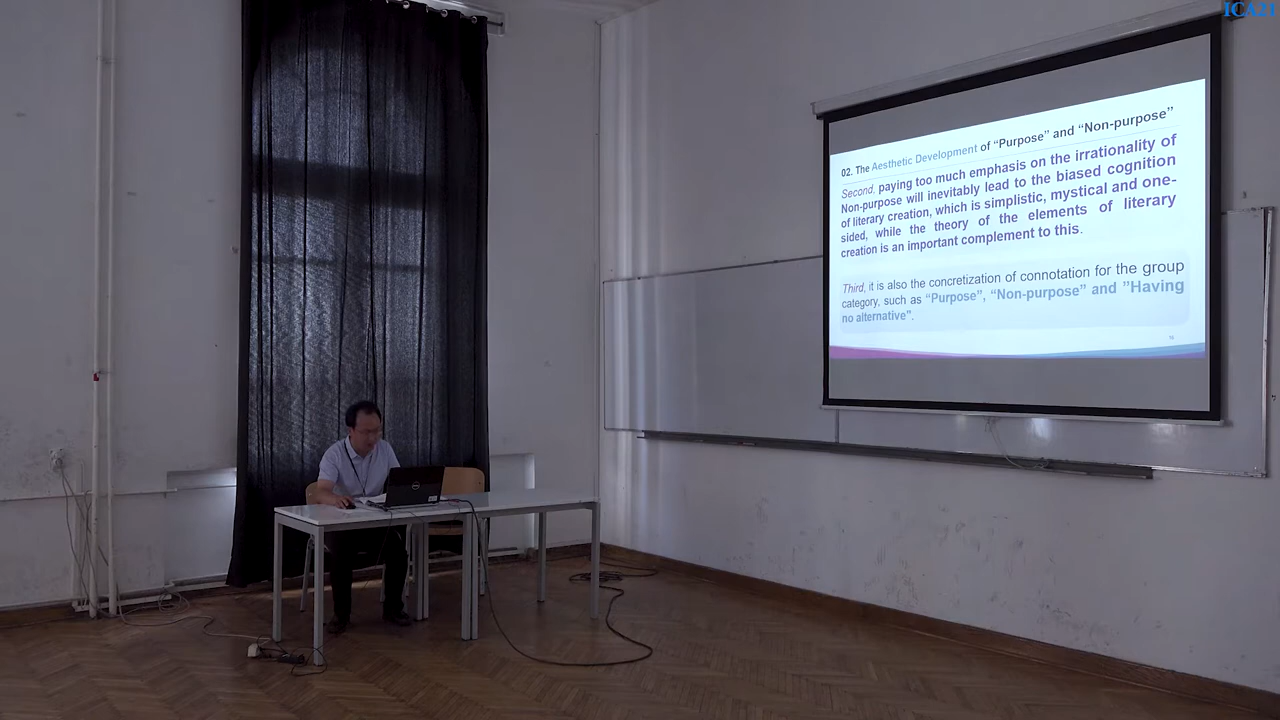 ICA21
02. The Aesthetic Development of “Purpose” and “Non-purpose”
Second, paying too much emphasis on the irrationality of
Non-purpose will inevitably lead to the biased cognition
of literary creation, which is simplistic, mystical and one-
sided, while the theory of the elements of literary
creation is an important complement to this.
Third, it is also the concretization of connotation for the group
category, such as “Purpose”, “Non-purpose” and ”Having
no alternative”.